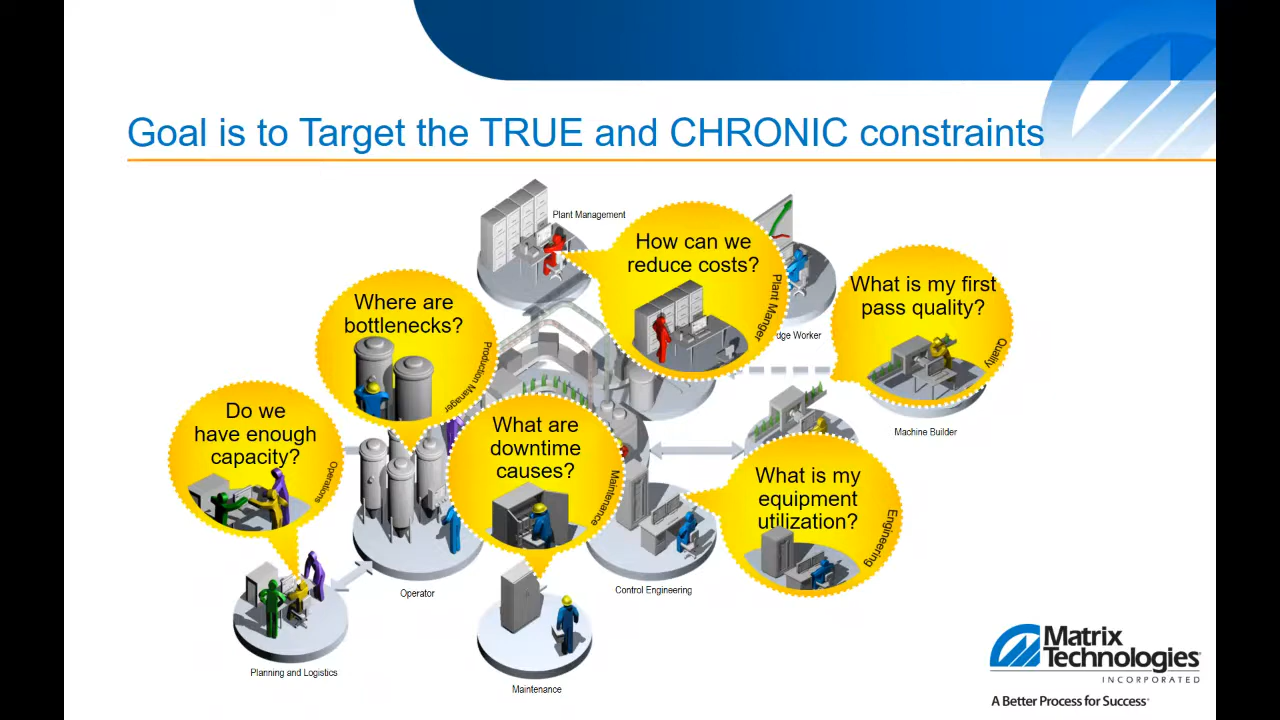 Goal is to Target the TRUE and CHRONIC constraints
Plant Management
How can we
reduce costs?
Plant Manger
dge Worker
What is my first
pass quality?
Quality
Machine Builder
Where are
bottlenecks?
Production Manager
Do we
have enough
capacity?
Operations
What are
downtime
causes?
Maintenance
What is my
equipment
utilization?
Engineering
Operator
Control Engineering
Planning and Logistics
Maintenance
Matrix
Technologies
INCORPORATED
A Better Process for Success